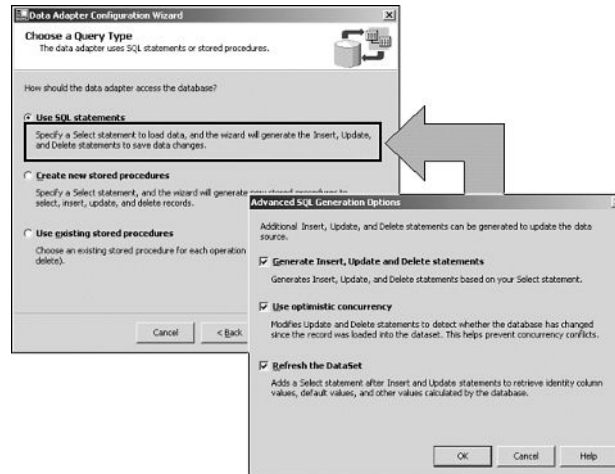 Data Adapter Configuration Wizard
Choose a Query Type
The data adapter uses SQL statements or stored procedures.
How should the data adapter access the database?
Use SQL statements
Specify a Select statement to load data, and the wizard will generate the Insert, Update,
and Delete statements to save data changes.
Create new stored procedures
Specify a Select statement, and the wizard will generate new stored procedures to
select, insert, update, and delete records.
Use existing stored procedures
Choose an existing stored procedure for each operation
delete).
Cancel
< Back
Advanced SQL Generation Options
Additional Insert, Update, and Delete statements can be generated to update the data
source.
Generate Insert, Update and Delete statements
Generates Insert, Update, and Delete statements based on your Select statement.
Use optimistic concurrency
Modifies Update and Delete statements to detect whether the database has changed
since the record was loaded into the dataset. This helps prevent concurrency conflicts.
Refresh the DataSet
Adds a Select statement after Insert and Update statements to retrieve identity column
values, default values, and other values calculated by the database.
OK
Cancel
Help